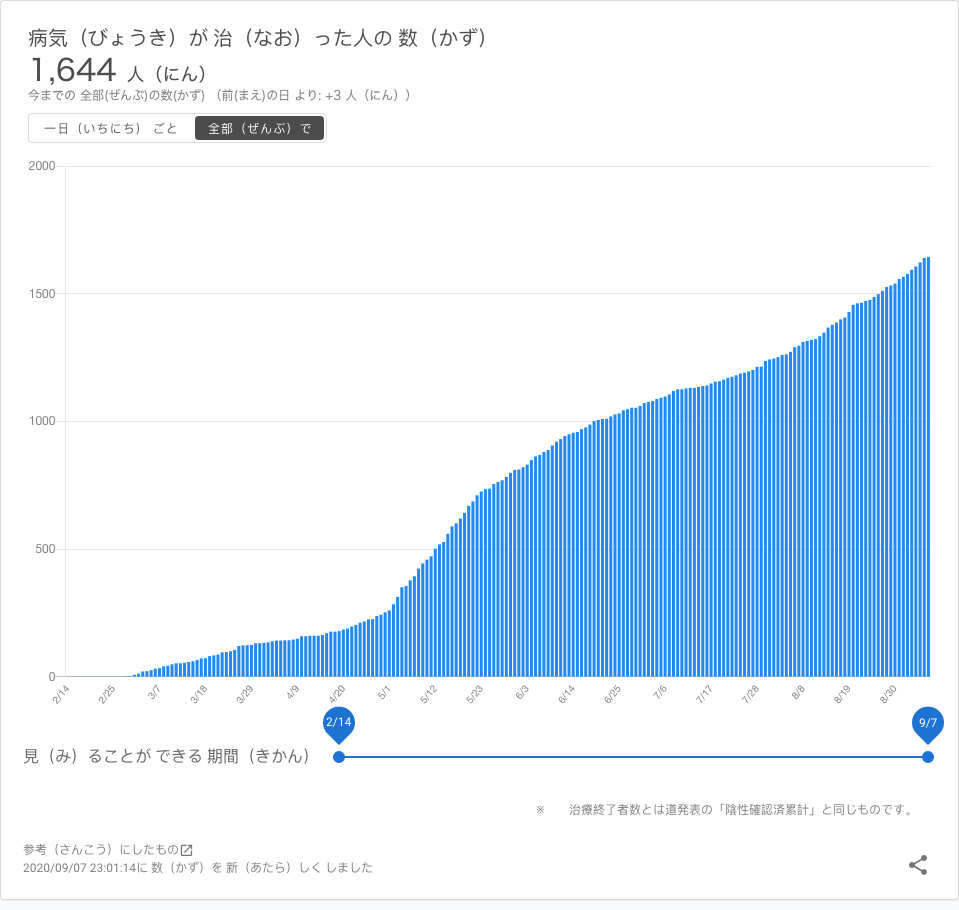 病気（びょうき）が 治（なお）った人の 数（かず）
1,644 人（にん）
今までの 全部(ぜんぶ)の数(かず) （前(まえ)の日 より: +3 人（にん））
一日（いちにち） ごと 全部（ぜんぶ）で
2000
1500
1000
500
0
2/14 2/25 3/7 3/18 3/29 4/9 4/20 5/1 5/12 5/23 6/3 6/14 6/25 7/6 7/17 7/28 8/8 8/19 8/30
2/14 9/7
見（み）ることが できる 期間（きかん）
※ 治療終了者数とは道発表の「陰性確認済累計」と同じものです。
参考（さんこう）にしたもの
2020/09/07 23:01:14に 数（かず）を 新（あたら）しく しました